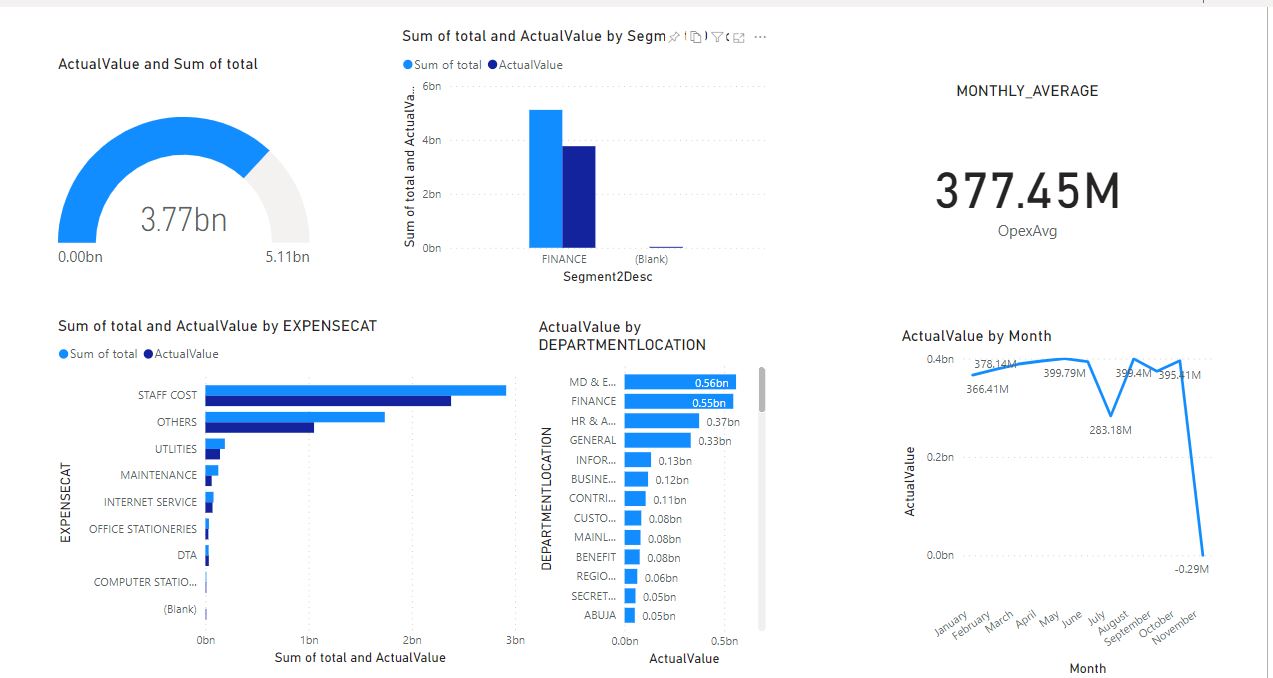 ActualValue and Sum of total
3.77bn
0.00bn
5.11bn
Sum of total and ActualValue by Segm
Sum of total ActualValue
Sum of total and ActualVa...
6bn
4bn
2bn
0bn
FINANCE
(Blank)
Segment2Desc
MONTHLY_AVERAGE
377.45M
OpexAvg
Sum of total and ActualValue by EXPENSECAT
Sum of total ActualValue
EXPENSECAT
STAFF COST
OTHERS
UTLITIES
MAINTENANCE
INTERNET SERVICE
OFFICE STATIONERIES
DTA
COMPUTER STATIO...
(Blank)
0bn 1bn 2bn 3bn
Sum of total and ActualValue
ActualValue by
DEPARTMENTLOCATION
DEPARTMENTLOCATION
MD & E... 0.56bn
FINANCE 0.55bn
HR & A... 0.37bn
GENERAL 0.33bn
INFOR... 0.13bn
BUSINE... 0.12bn
CONTRI... 0.11bn
CUSTO... 0.08bn
MAINL... 0.08bn
BENEFIT 0.08bn
REGIO... 0.06bn
SECRET... 0.05bn
ABUJA 0.05bn
0.00bn 0.5bn
ActualValue
ActualValue by Month
ActualValue
0.4bn
0.2bn
0.0bn
366.41M
378.14M
399.79M
283.18M
399.4M
395.41M
-0.29M
January
February
March
April
May
June
July
August
September
October
November
Month